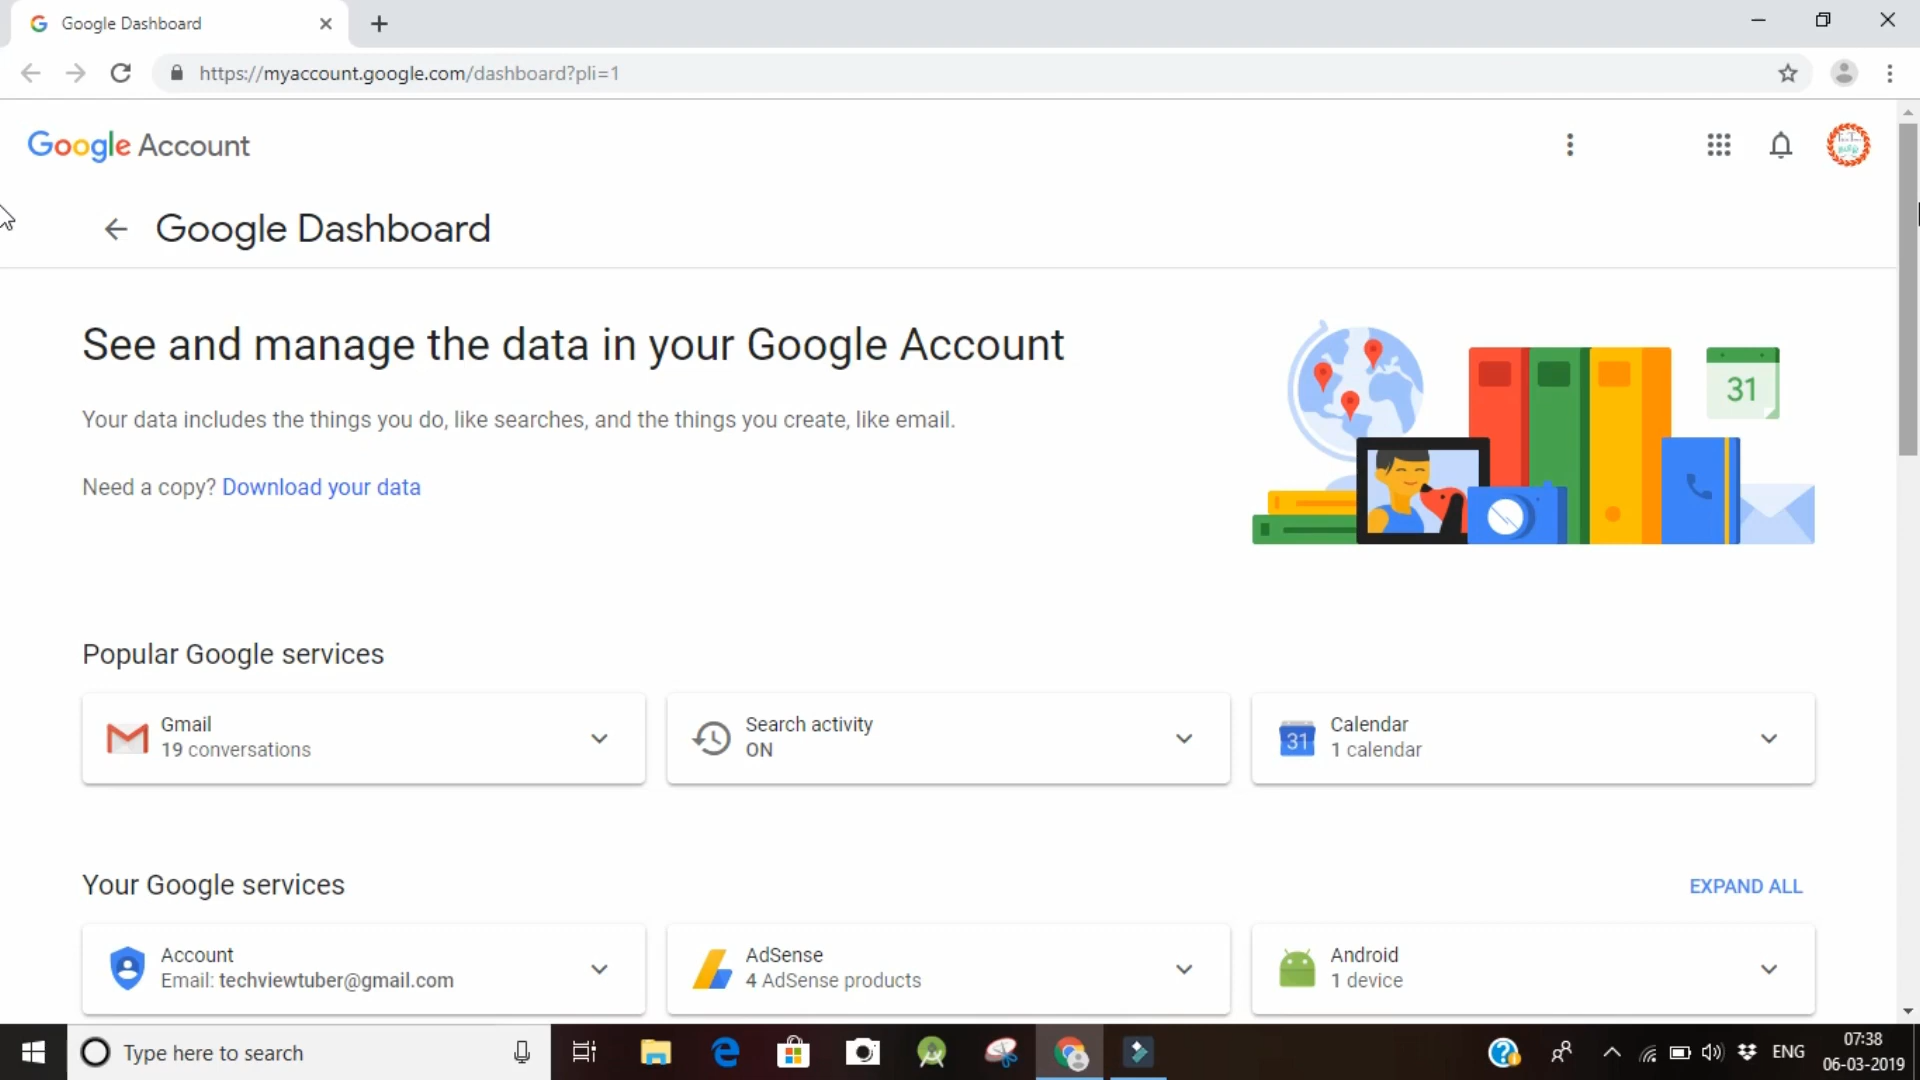 Google Dashboard
https://myaccount.google.com/dashboard?pli=1
Google Account
Google Dashboard
See and manage the data in your Google Account
31
Your data includes the things you do, like searches, and the things you create, like email.
Need a copy? Download your data
Popular Google services
Gmail
19 conversations
Search activity
ON
31
Calendar
1 calendar
Your Google services
EXPAND ALL
Account
Email: techviewtuber@gmail.com
AdSense
4 AdSense products
Android
1 device
Type here to search
ENG
07:38
06-03-2019